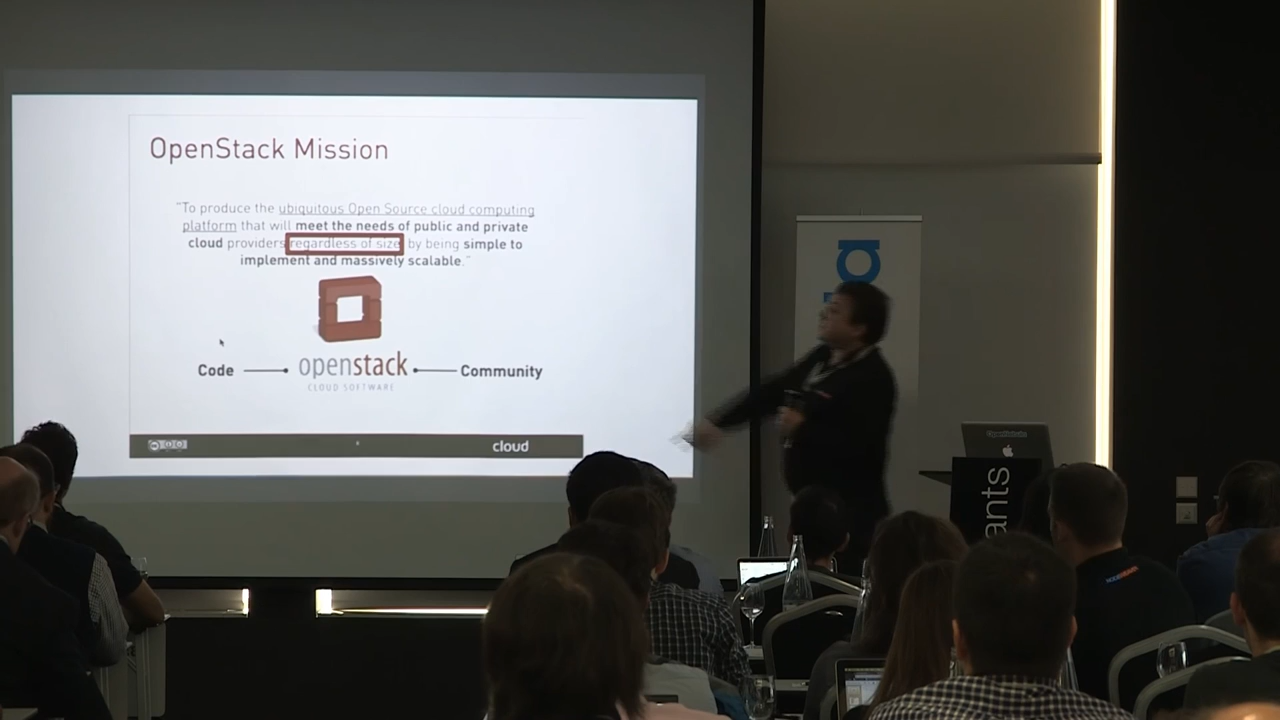 OpenStack Mission
"To produce the ubiquitous Open Source cloud computing
platform that will meet the needs of public and private
cloud providers regardless of size by being simple to
implement and massively scalable."
openstack
CLOUD SOFTWARE
Code
Community
cloud
ants